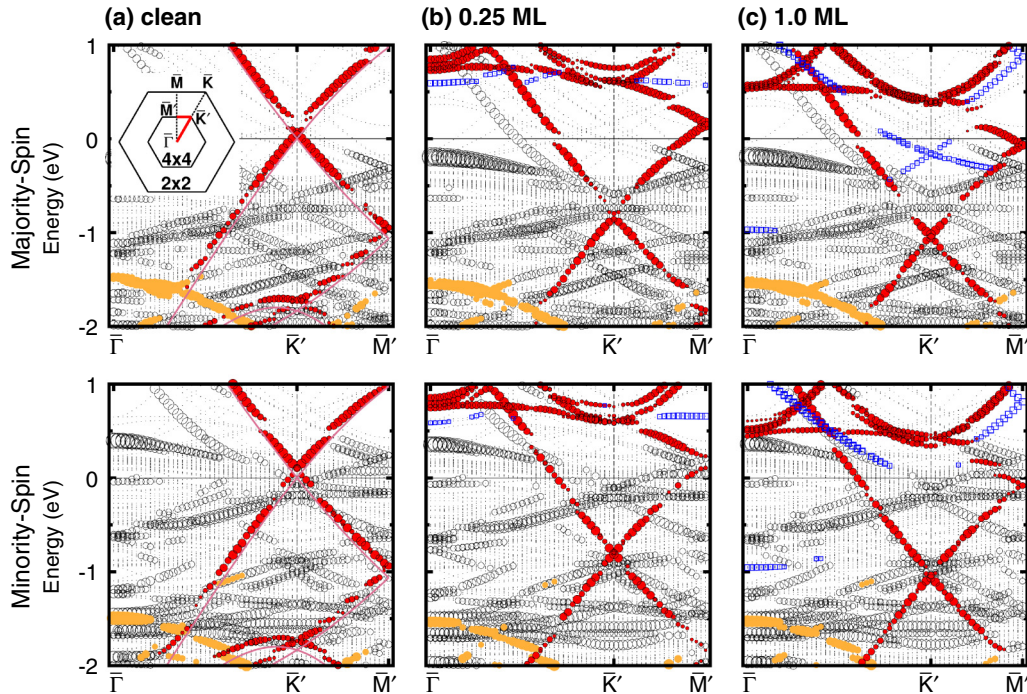 (a) clean (b) 0.25 ML (c) 1.0 ML
Majority-Spin
Energy (eV)
1
0
-1
-2
M̄ K̄
M̄′ K̄′
Γ̄
4x4
2x2
Γ̄ K̄′ M̄′ Γ̄ K̄′ M̄′ Γ̄ K̄′ M̄′
Minority-Spin
Energy (eV)
1
0
-1
-2
Γ̄ K̄′ M̄′ Γ̄ K̄′ M̄′ Γ̄ K̄′ M̄′